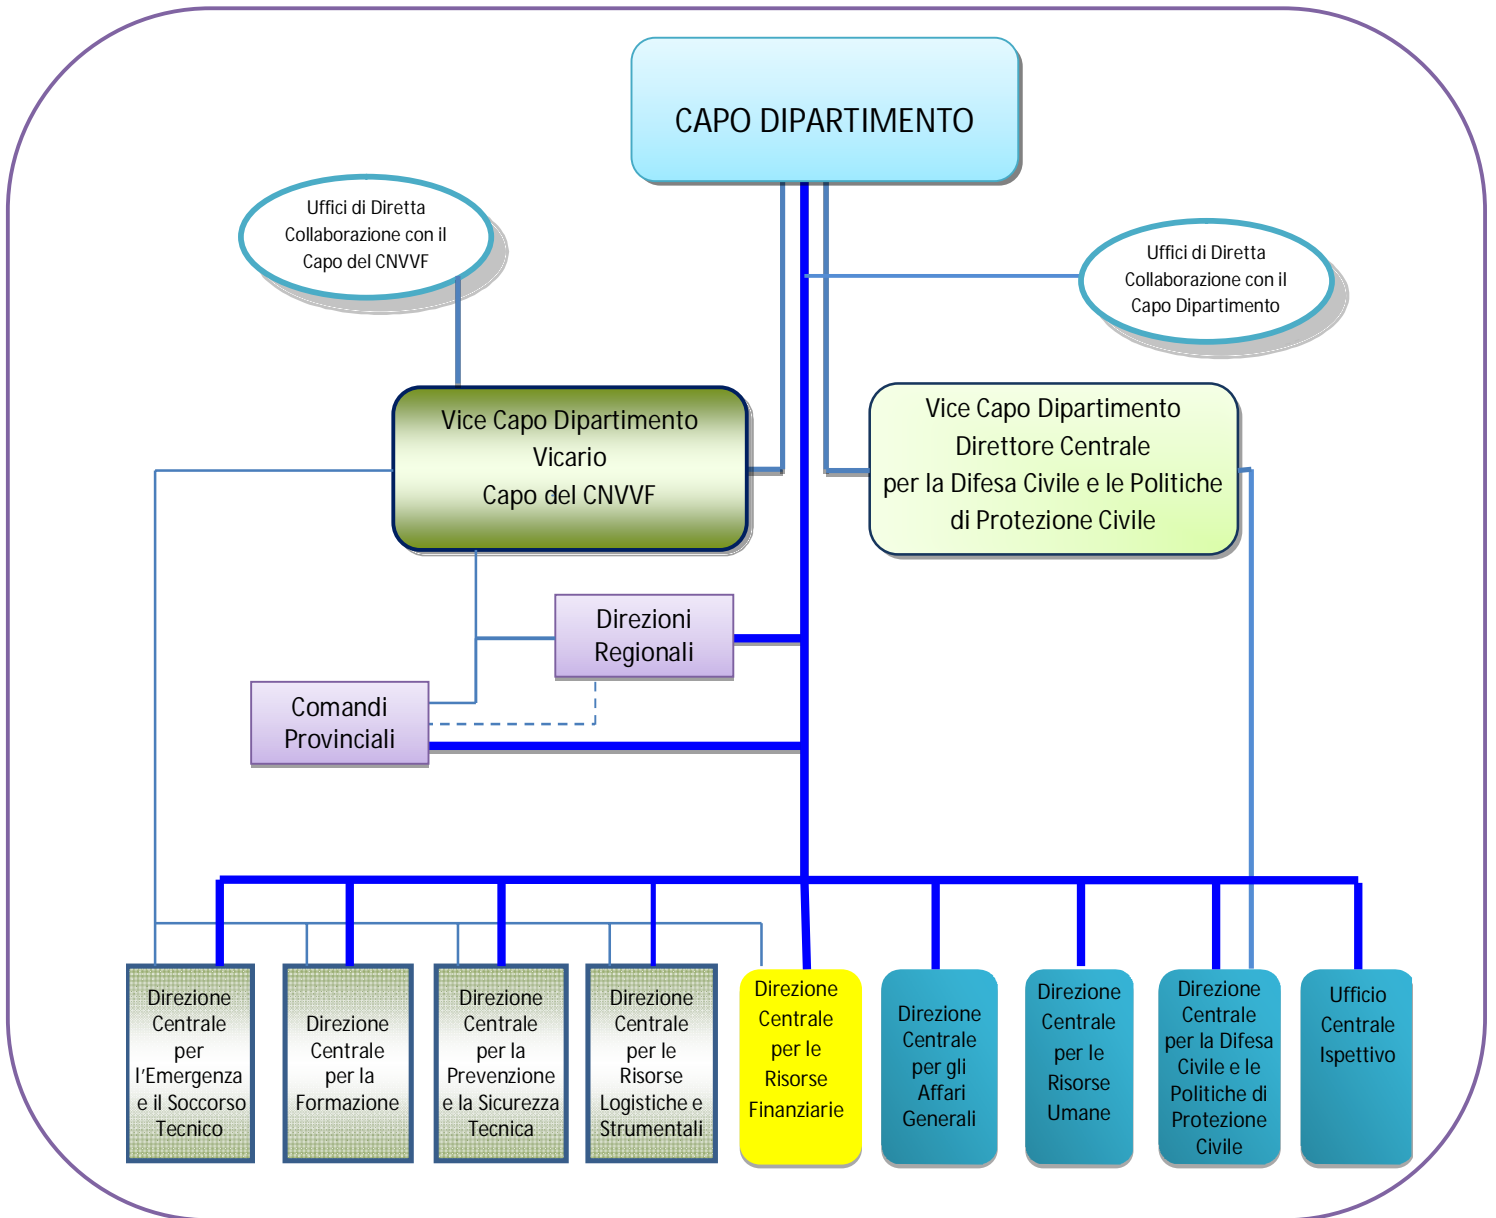 CAPO DIPARTIMENTO
Uffici di Diretta
Collaborazione con il
Capo del CNVVF
Uffici di Diretta
Collaborazione con il
Capo Dipartimento
Vice Capo Dipartimento
Vicario
Capo del CNVVF
Vice Capo Dipartimento
Direttore Centrale
per la Difesa Civile e le Politiche
di Protezione Civile
Direzioni
Regionali
Comandi
Provinciali
Direzione
Centrale
per
l'Emergenza
e il Soccorso
Tecnico
Direzione
Centrale
per la
Formazione
Direzione
Centrale
per la
Prevenzione
e la Sicurezza
Tecnica
Direzione
Centrale
per le
Risorse
Logistiche e
Strumentali
Direzione
Centrale
per le
Risorse
Finanziarie
Direzione
Centrale
per gli
Affari
Generali
Direzione
Centrale
per le
Risorse
Umane
Direzione
Centrale
per la Difesa
Civile e le
Politiche di
Protezione
Civile
Ufficio
Centrale
Ispettivo